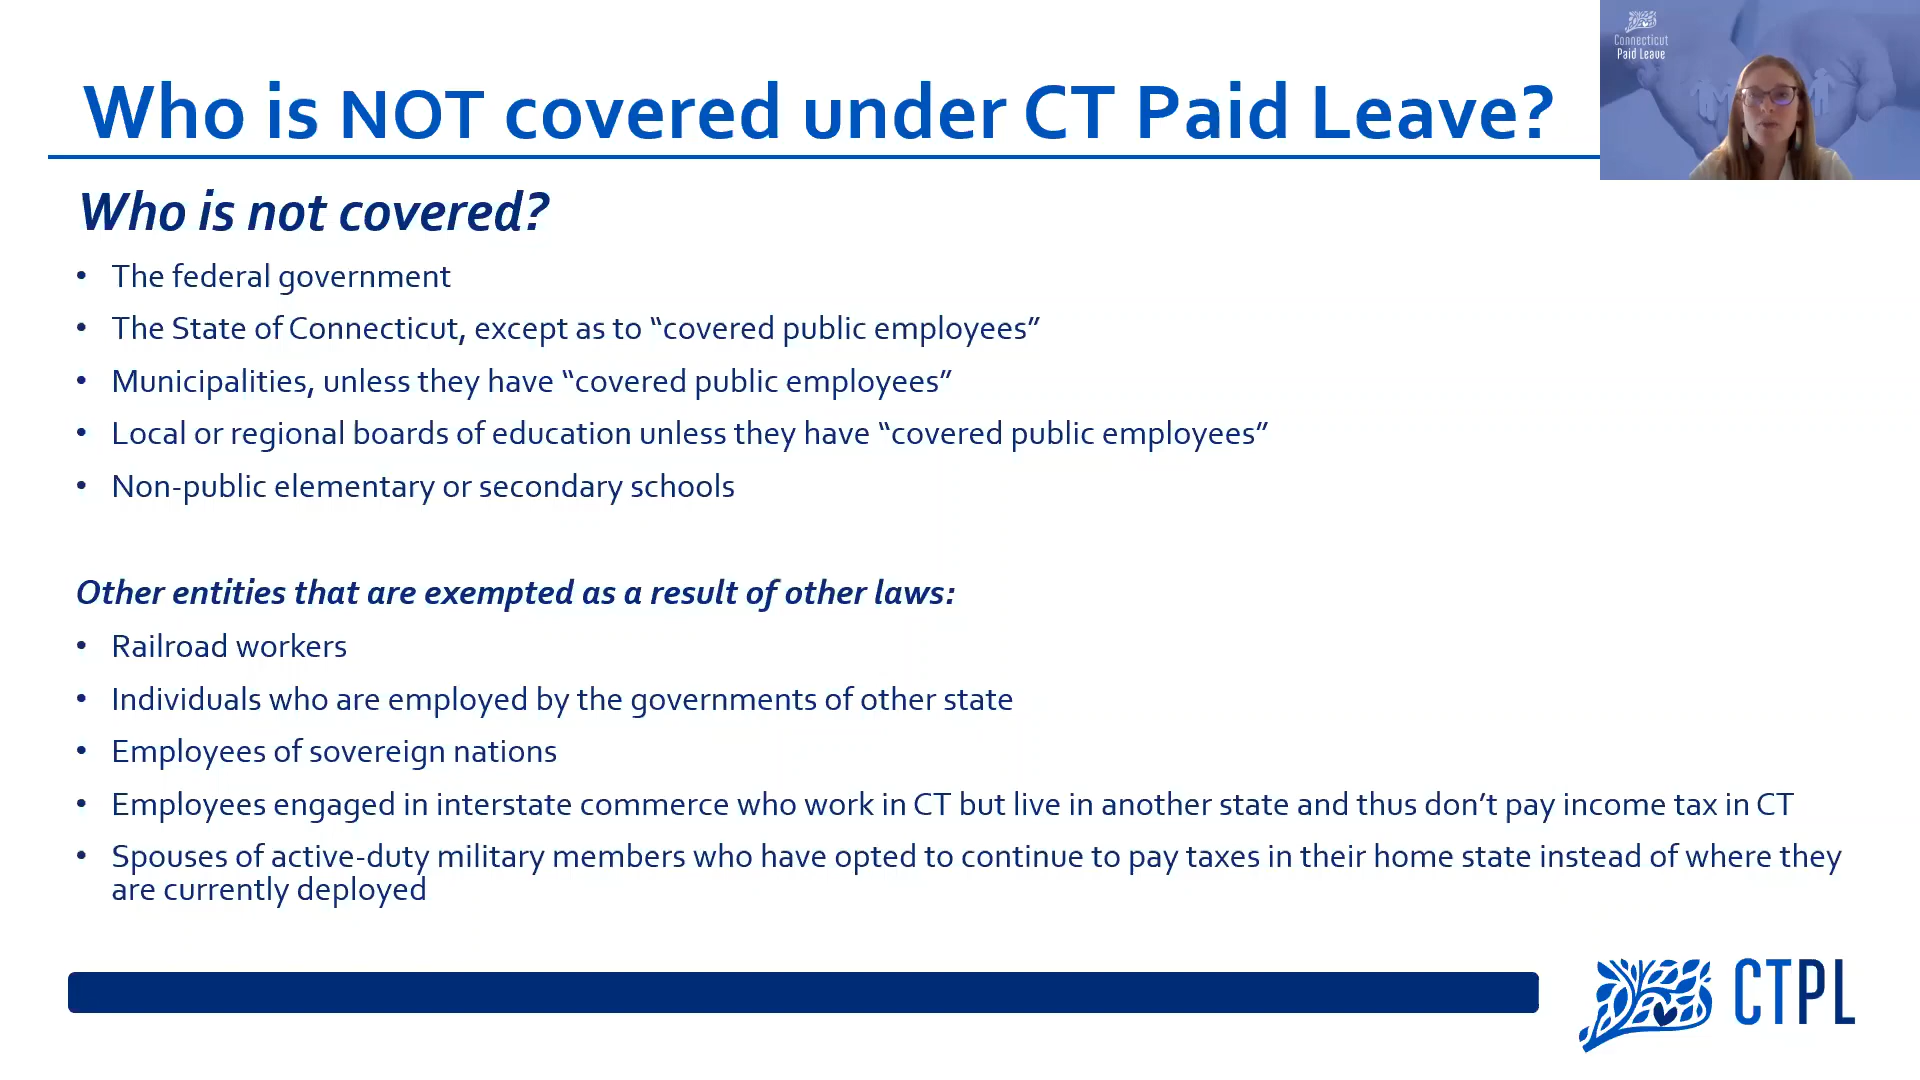 Connecticut
Paid Leave
Who is NOT covered under CT Paid Leave?
Who is not covered?
• The federal government
• The State of Connecticut, except as to “covered public employees”
• Municipalities, unless they have “covered public employees”
• Local or regional boards of education unless they have “covered public employees”
• Non-public elementary or secondary schools
Other entities that are exempted as a result of other laws:
• Railroad workers
• Individuals who are employed by the governments of other state
• Employees of sovereign nations
• Employees engaged in interstate commerce who work in CT but live in another state and thus don’t pay income tax in CT
• Spouses of active-duty military members who have opted to continue to pay taxes in their home state instead of where they
are currently deployed
CTPL